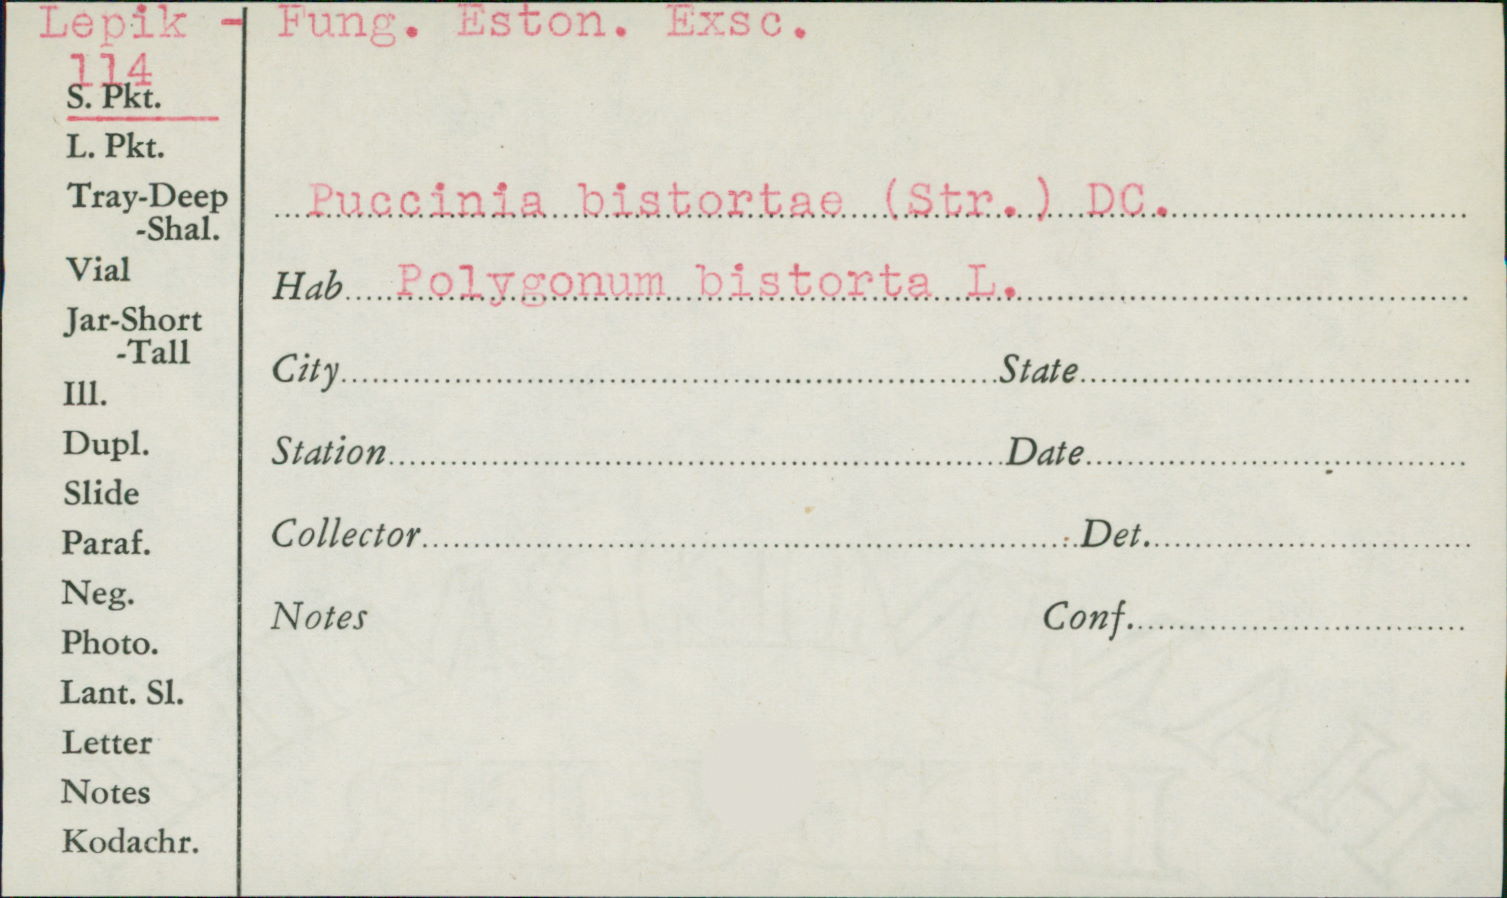 Lepik - Fung. Eston. Exsc.
114
S. Pkt.
L. Pkt.
Tray-Deep
-Shal.
Vial
Jar-Short
-Tall
Ill.
Dupl.
Slide
Paraf.
Neg.
Photo.
Lant. Sl.
Letter
Notes
Kodachr.
Puccinia bistortae (Str.) DC.
Hab Polygonum bistorta L.
City State
Station Date
Collector Det.
Notes Conf.